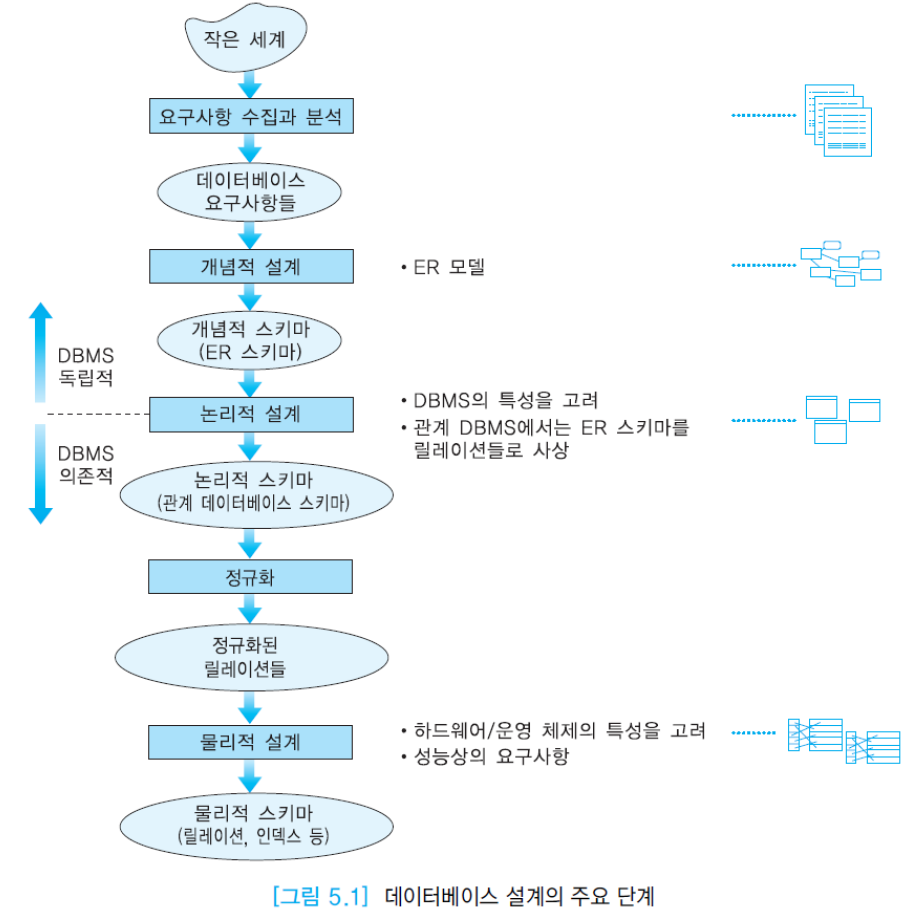 작은 세계
요구사항 수집과 분석
데이터베이스
요구사항들
개념적 설계
• ER 모델
개념적 스키마
(ER 스키마)
DBMS
독립적
논리적 설계
• DBMS의 특성을 고려
• 관계 DBMS에서는 ER 스키마를
릴레이션들로 사상
DBMS
의존적
논리적 스키마
(관계 데이터베이스 스키마)
정규화
정규화된
릴레이션들
물리적 설계
• 하드웨어/운영 체제의 특성을 고려
• 성능상의 요구사항
물리적 스키마
(릴레이션, 인덱스 등)
[그림 5.1] 데이터베이스 설계의 주요 단계